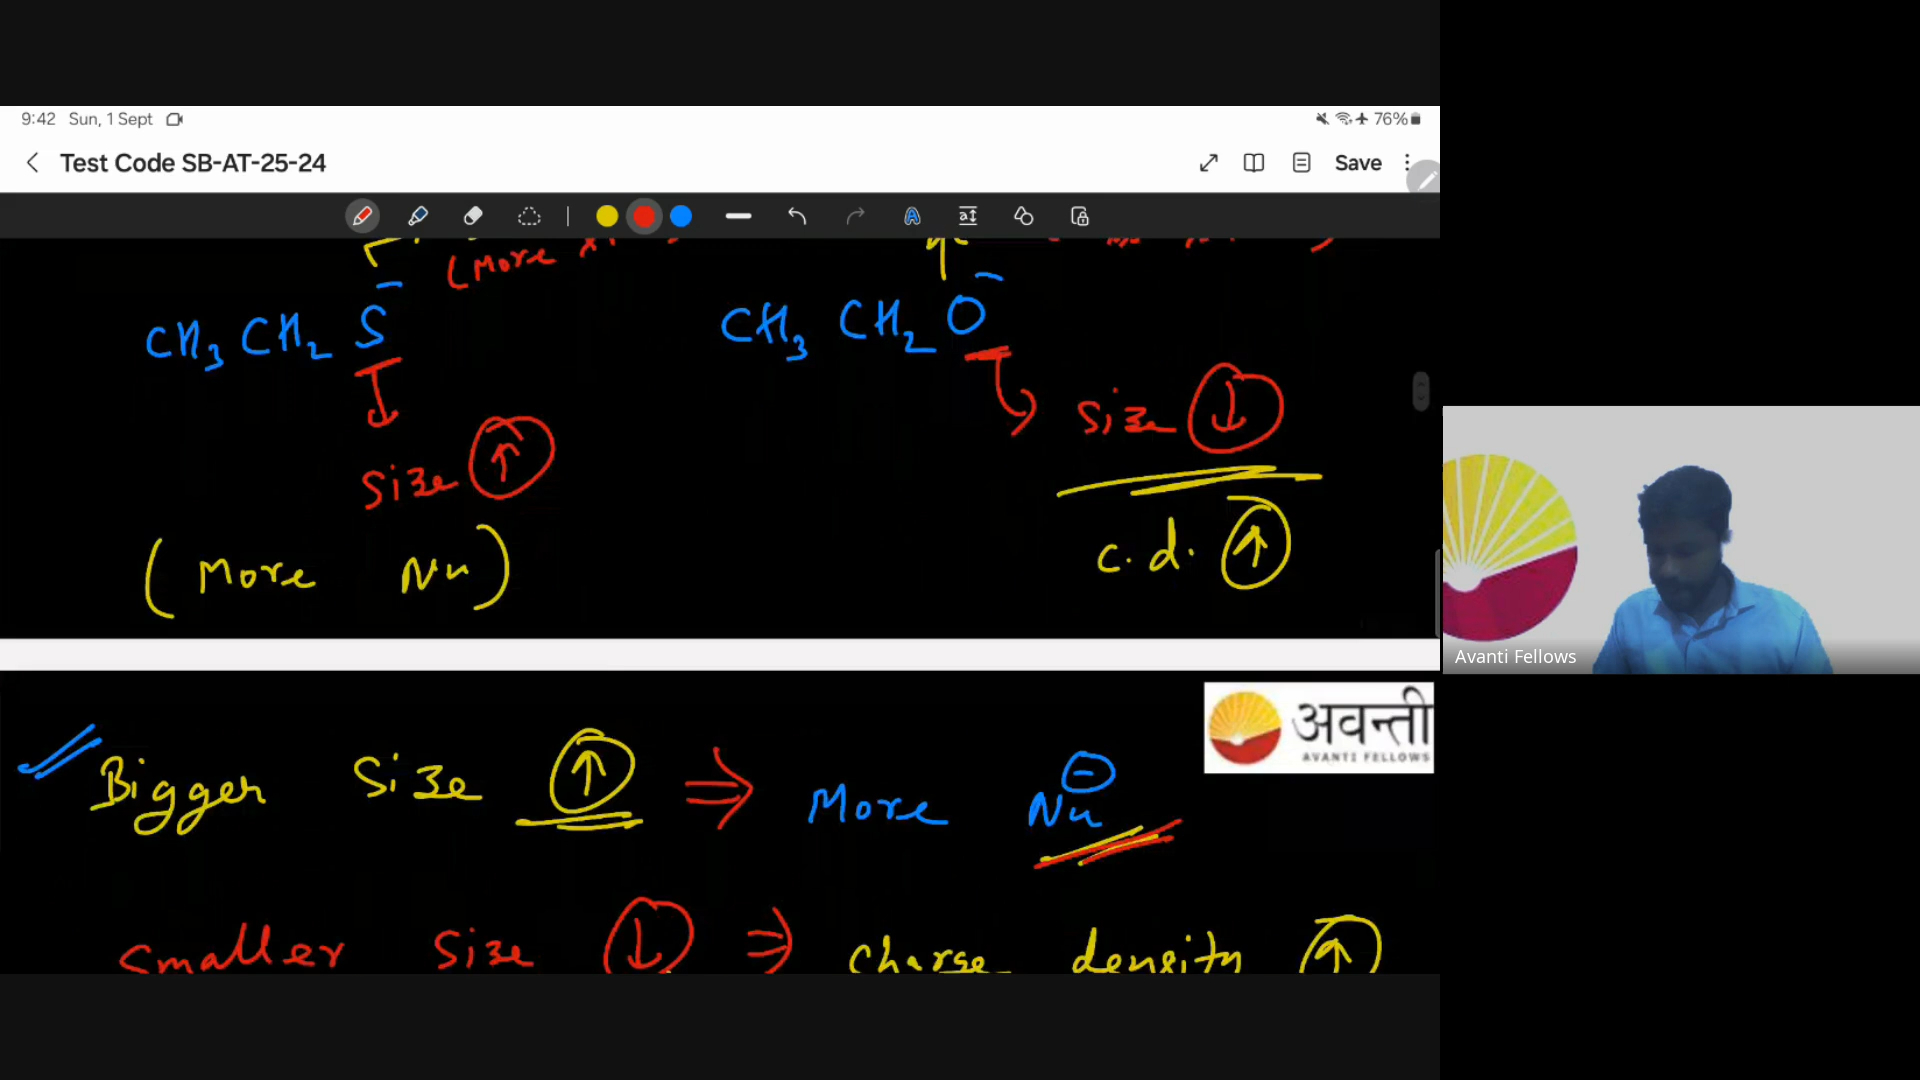 9:42 Sun, 1 Sept 76%
Test Code SB-AT-25-24 Save
(More
CH₃ CH₂ S⁻ CH₃ CH₂ O⁻
Size ↑ Size ↓
(More Nu) c.d. ↑
Avanti Fellows
अवन्ती
AVANTI FELLOWS
Bigger Size ↑ ⇒ More Nu⊖
Smaller Size ↓ ⇒ Charge density ↑